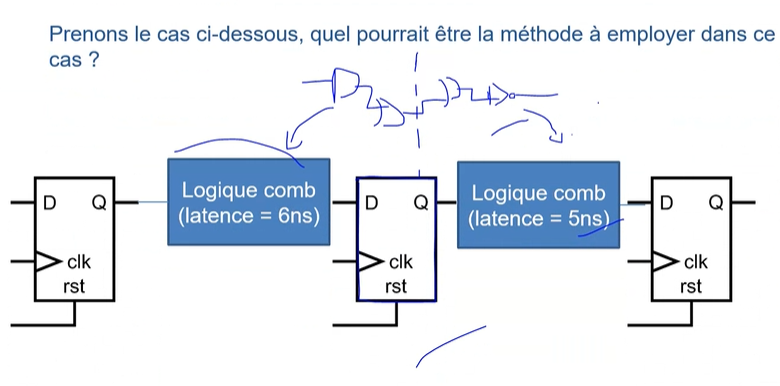 Prenons le cas ci-dessous, quel pourrait être la méthode à employer dans ce
cas ?
Logique comb
(latence = 6ns)
Logique comb
(latence = 5ns)
D Q
clk
rst
D Q
clk
rst
D Q
clk
rst